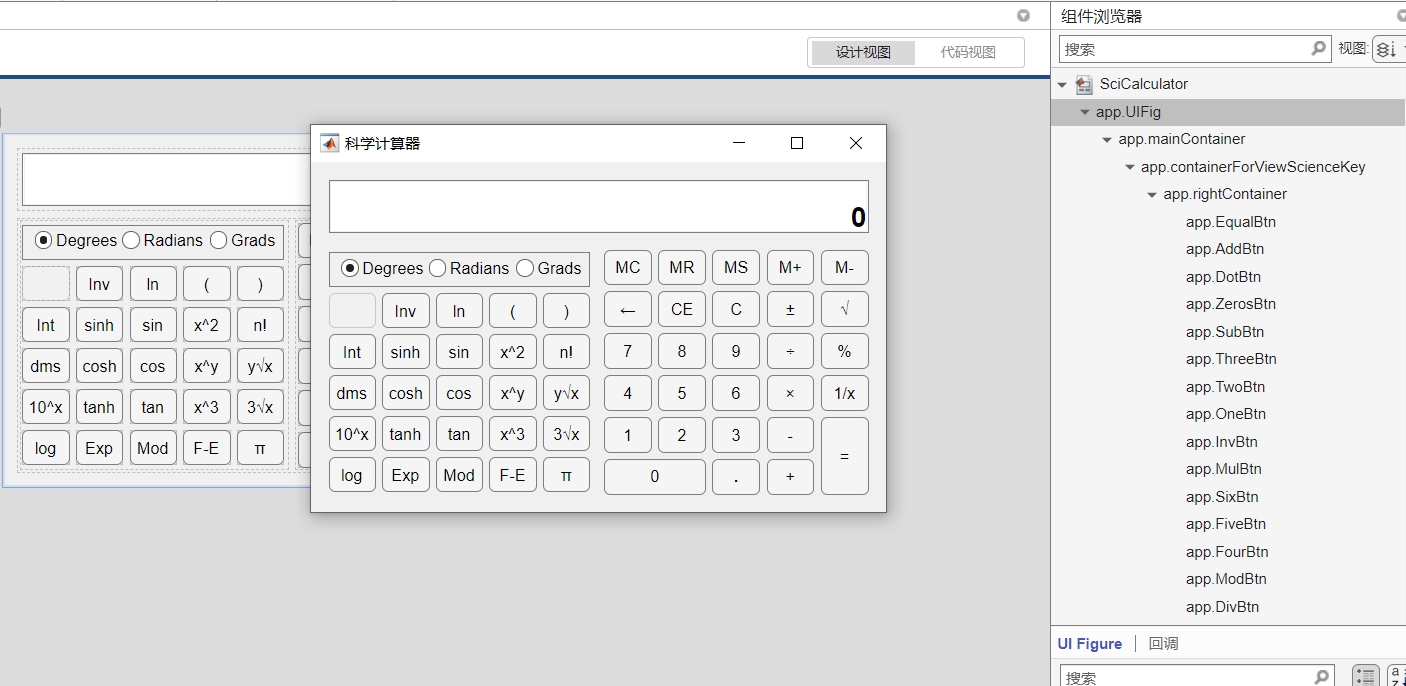 组件浏览器
搜索 视图:
设计视图 代码视图
SciCalculator
app.UIFig
app.mainContainer
app.containerForViewScienceKey
app.rightContainer
app.EqualBtn
app.AddBtn
app.DotBtn
app.ZerosBtn
app.SubBtn
app.ThreeBtn
app.TwoBtn
app.OneBtn
app.InvBtn
app.MulBtn
app.SixBtn
app.FiveBtn
app.FourBtn
app.ModBtn
app.DivBtn
UI Figure 回调
搜索
Degrees Radians Grads
Inv ln ( )
Int sinh sin x^2 n!
dms cosh cos x^y y√x
10^x tanh tan x^3 3√x
log Exp Mod F-E π
科学计算器
0
Degrees Radians Grads MC MR MS M+ M-
Inv ln ( ) ← CE C ± √
Int sinh sin x^2 n! 7 8 9 ÷ %
dms cosh cos x^y y√x 4 5 6 × 1/x
10^x tanh tan x^3 3√x 1 2 3 - =
log Exp Mod F-E π 0 . +